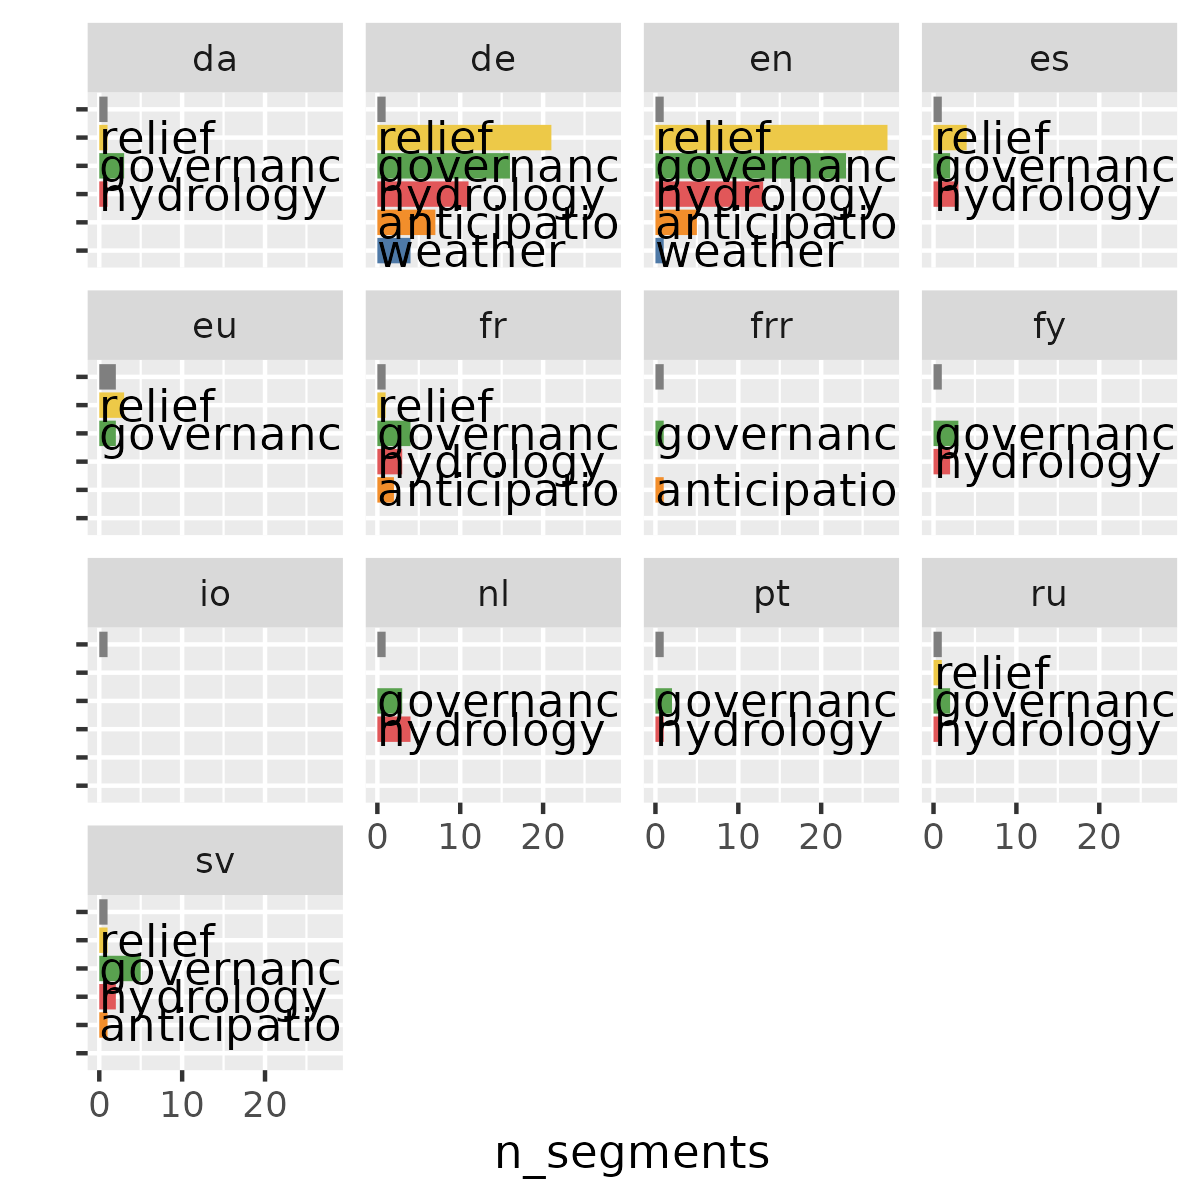 da
relief
governanc
hydrology
de
relief
governanc
hydrology
anticipatio
weather
en
relief
governanc
hydrology
anticipatio
weather
es
relief
governanc
hydrology
eu
relief
governanc
fr
relief
governanc
hydrology
anticipatio
frr
governanc
anticipatio
fy
governanc
hydrology
io
nl
governanc
hydrology
0 10 20
pt
governanc
hydrology
0 10 20
ru
relief
governanc
hydrology
0 10 20
sv
relief
governanc
hydrology
anticipatio
0 10 20
n_segments